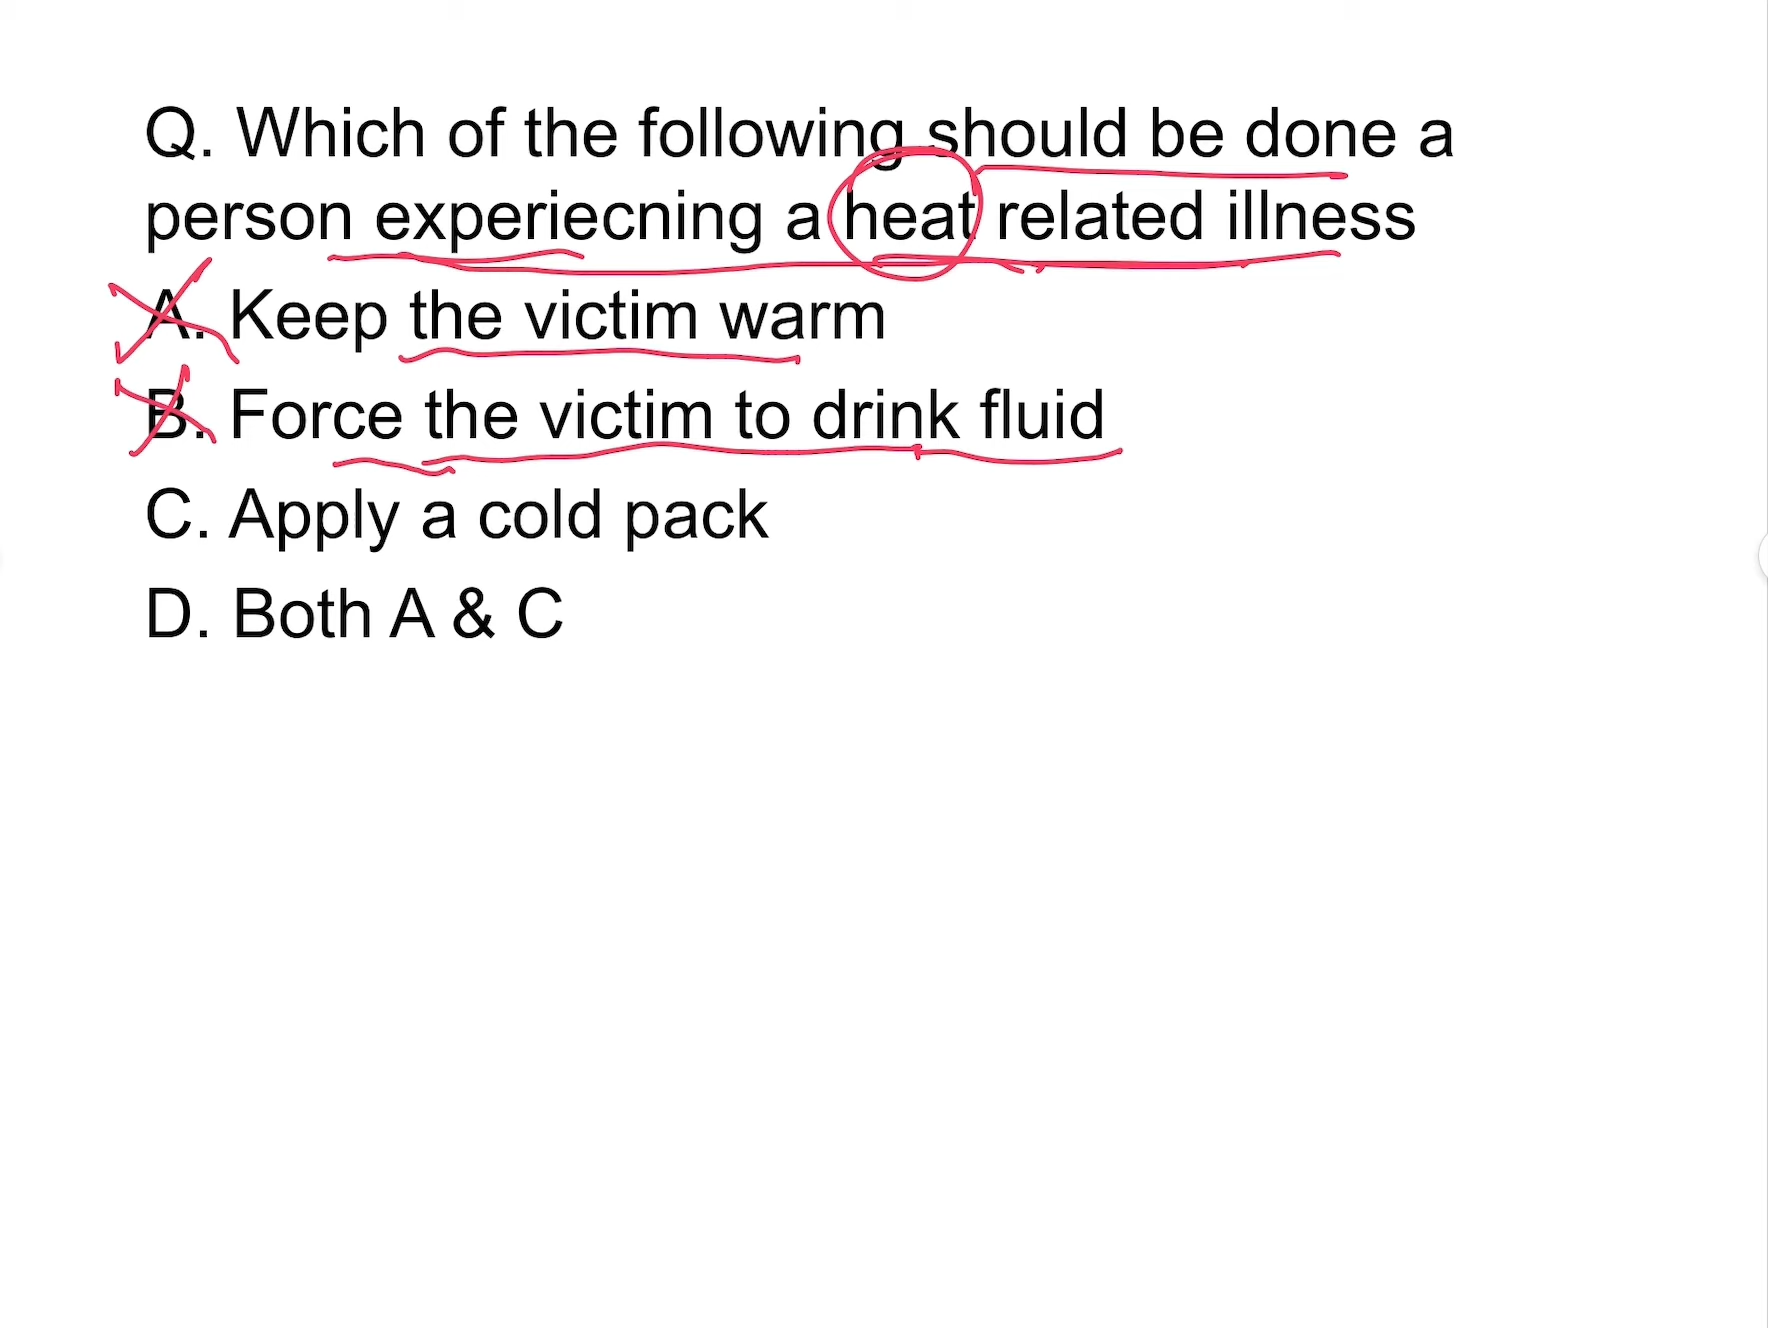 Q. Which of the following should be done a
person experiecning a heat related illness
A. Keep the victim warm
B. Force the victim to drink fluid
C. Apply a cold pack
D. Both A & C